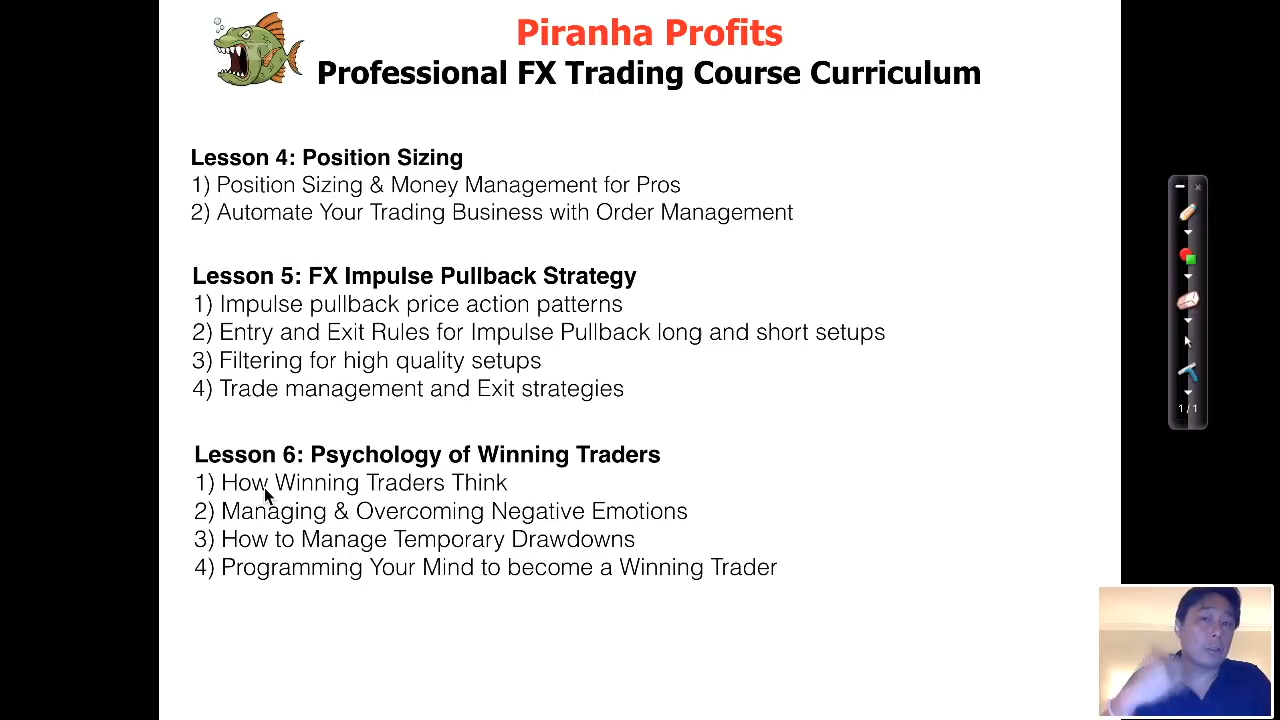 Piranha Profits
Professional FX Trading Course Curriculum
Lesson 4: Position Sizing
1) Position Sizing & Money Management for Pros
2) Automate Your Trading Business with Order Management
Lesson 5: FX Impulse Pullback Strategy
1) Impulse pullback price action patterns
2) Entry and Exit Rules for Impulse Pullback long and short setups
3) Filtering for high quality setups
4) Trade management and Exit strategies
Lesson 6: Psychology of Winning Traders
1) How Winning Traders Think
2) Managing & Overcoming Negative Emotions
3) How to Manage Temporary Drawdowns
4) Programming Your Mind to become a Winning Trader
1 / 1